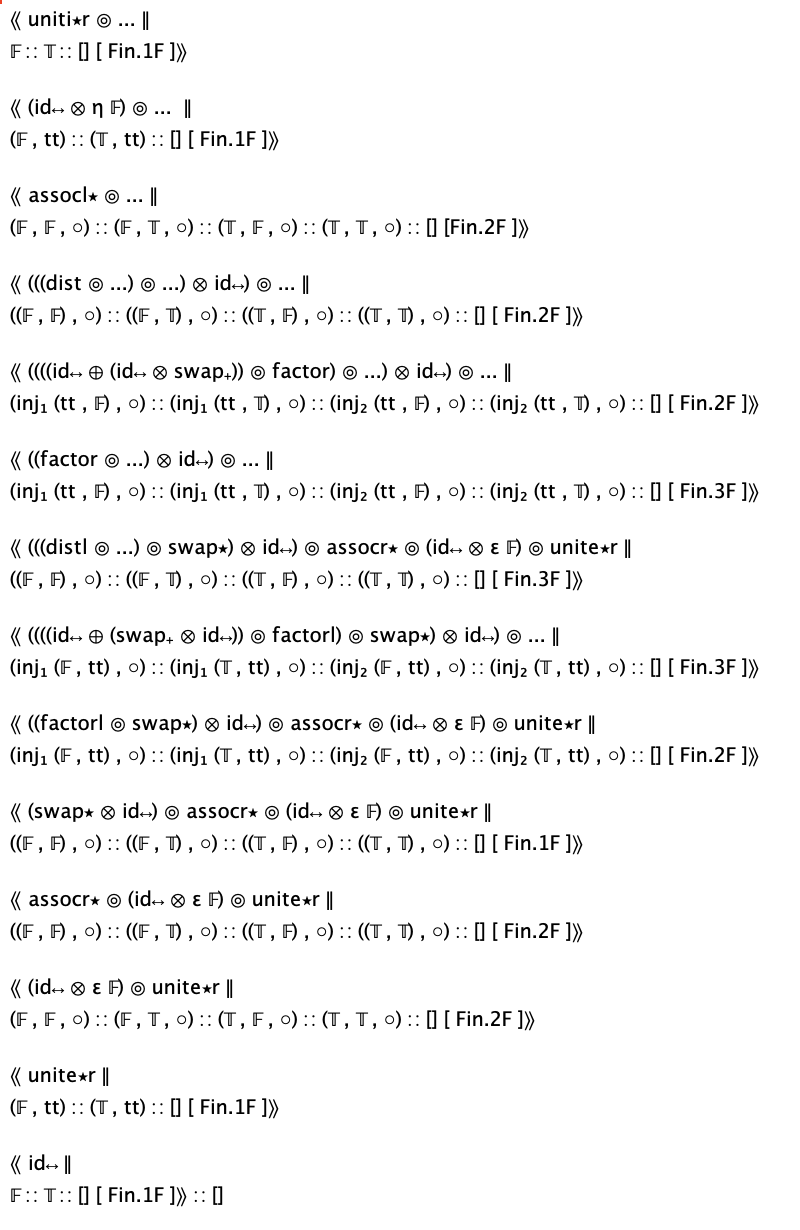 ⟪ uniti⋆r ◎ ... ∥
𝔽 :: 𝕋 :: [] [ Fin.1F ]⟫
⟪ (id↔ ⊗ η 𝔽) ◎ ... ∥
(𝔽 , tt) :: (𝕋 , tt) :: [] [ Fin.1F ]⟫
⟪ assocl⋆ ◎ ... ∥
(𝔽 , 𝔽 , ○) :: (𝔽 , 𝕋 , ○) :: (𝕋 , 𝔽 , ○) :: (𝕋 , 𝕋 , ○) :: [] [Fin.2F ]⟫
⟪ (((dist ◎ ...) ◎ ...) ⊗ id↔) ◎ ... ∥
((𝔽 , 𝔽) , ○) :: ((𝔽 , 𝕋) , ○) :: ((𝕋 , 𝔽) , ○) :: ((𝕋 , 𝕋) , ○) :: [] [ Fin.2F ]⟫
⟪ ((((id↔ ⊕ (id↔ ⊗ swap₊)) ◎ factor) ◎ ...) ⊗ id↔) ◎ ... ∥
(inj₁ (tt , 𝔽) , ○) :: (inj₁ (tt , 𝕋) , ○) :: (inj₂ (tt , 𝔽) , ○) :: (inj₂ (tt , 𝕋) , ○) :: [] [ Fin.2F ]⟫
⟪ ((factor ◎ ...) ⊗ id↔) ◎ ... ∥
(inj₁ (tt , 𝔽) , ○) :: (inj₁ (tt , 𝕋) , ○) :: (inj₂ (tt , 𝔽) , ○) :: (inj₂ (tt , 𝕋) , ○) :: [] [ Fin.3F ]⟫
⟪ (((distl ◎ ...) ◎ swap⋆) ⊗ id↔) ◎ assocr⋆ ◎ (id↔ ⊗ ε 𝔽) ◎ unite⋆r ∥
((𝔽 , 𝔽) , ○) :: ((𝔽 , 𝕋) , ○) :: ((𝕋 , 𝔽) , ○) :: ((𝕋 , 𝕋) , ○) :: [] [ Fin.3F ]⟫
⟪ ((((id↔ ⊕ (swap₊ ⊗ id↔)) ◎ factorl) ◎ swap⋆) ⊗ id↔) ◎ ... ∥
(inj₁ (𝔽 , tt) , ○) :: (inj₁ (𝕋 , tt) , ○) :: (inj₂ (𝔽 , tt) , ○) :: (inj₂ (𝕋 , tt) , ○) :: [] [ Fin.3F ]⟫
⟪ ((factorl ◎ swap⋆) ⊗ id↔) ◎ assocr⋆ ◎ (id↔ ⊗ ε 𝔽) ◎ unite⋆r ∥
(inj₁ (𝔽 , tt) , ○) :: (inj₁ (𝕋 , tt) , ○) :: (inj₂ (𝔽 , tt) , ○) :: (inj₂ (𝕋 , tt) , ○) :: [] [ Fin.2F ]⟫
⟪ (swap⋆ ⊗ id↔) ◎ assocr⋆ ◎ (id↔ ⊗ ε 𝔽) ◎ unite⋆r ∥
((𝔽 , 𝔽) , ○) :: ((𝔽 , 𝕋) , ○) :: ((𝕋 , 𝔽) , ○) :: ((𝕋 , 𝕋) , ○) :: [] [ Fin.1F ]⟫
⟪ assocr⋆ ◎ (id↔ ⊗ ε 𝔽) ◎ unite⋆r ∥
((𝔽 , 𝔽) , ○) :: ((𝔽 , 𝕋) , ○) :: ((𝕋 , 𝔽) , ○) :: ((𝕋 , 𝕋) , ○) :: [] [ Fin.2F ]⟫
⟪ (id↔ ⊗ ε 𝔽) ◎ unite⋆r ∥
(𝔽 , 𝔽 , ○) :: (𝔽 , 𝕋 , ○) :: (𝕋 , 𝔽 , ○) :: (𝕋 , 𝕋 , ○) :: [] [ Fin.2F ]⟫
⟪ unite⋆r ∥
(𝔽 , tt) :: (𝕋 , tt) :: [] [ Fin.1F ]⟫
⟪ id↔ ∥
𝔽 :: 𝕋 :: [] [ Fin.1F ]⟫ :: []